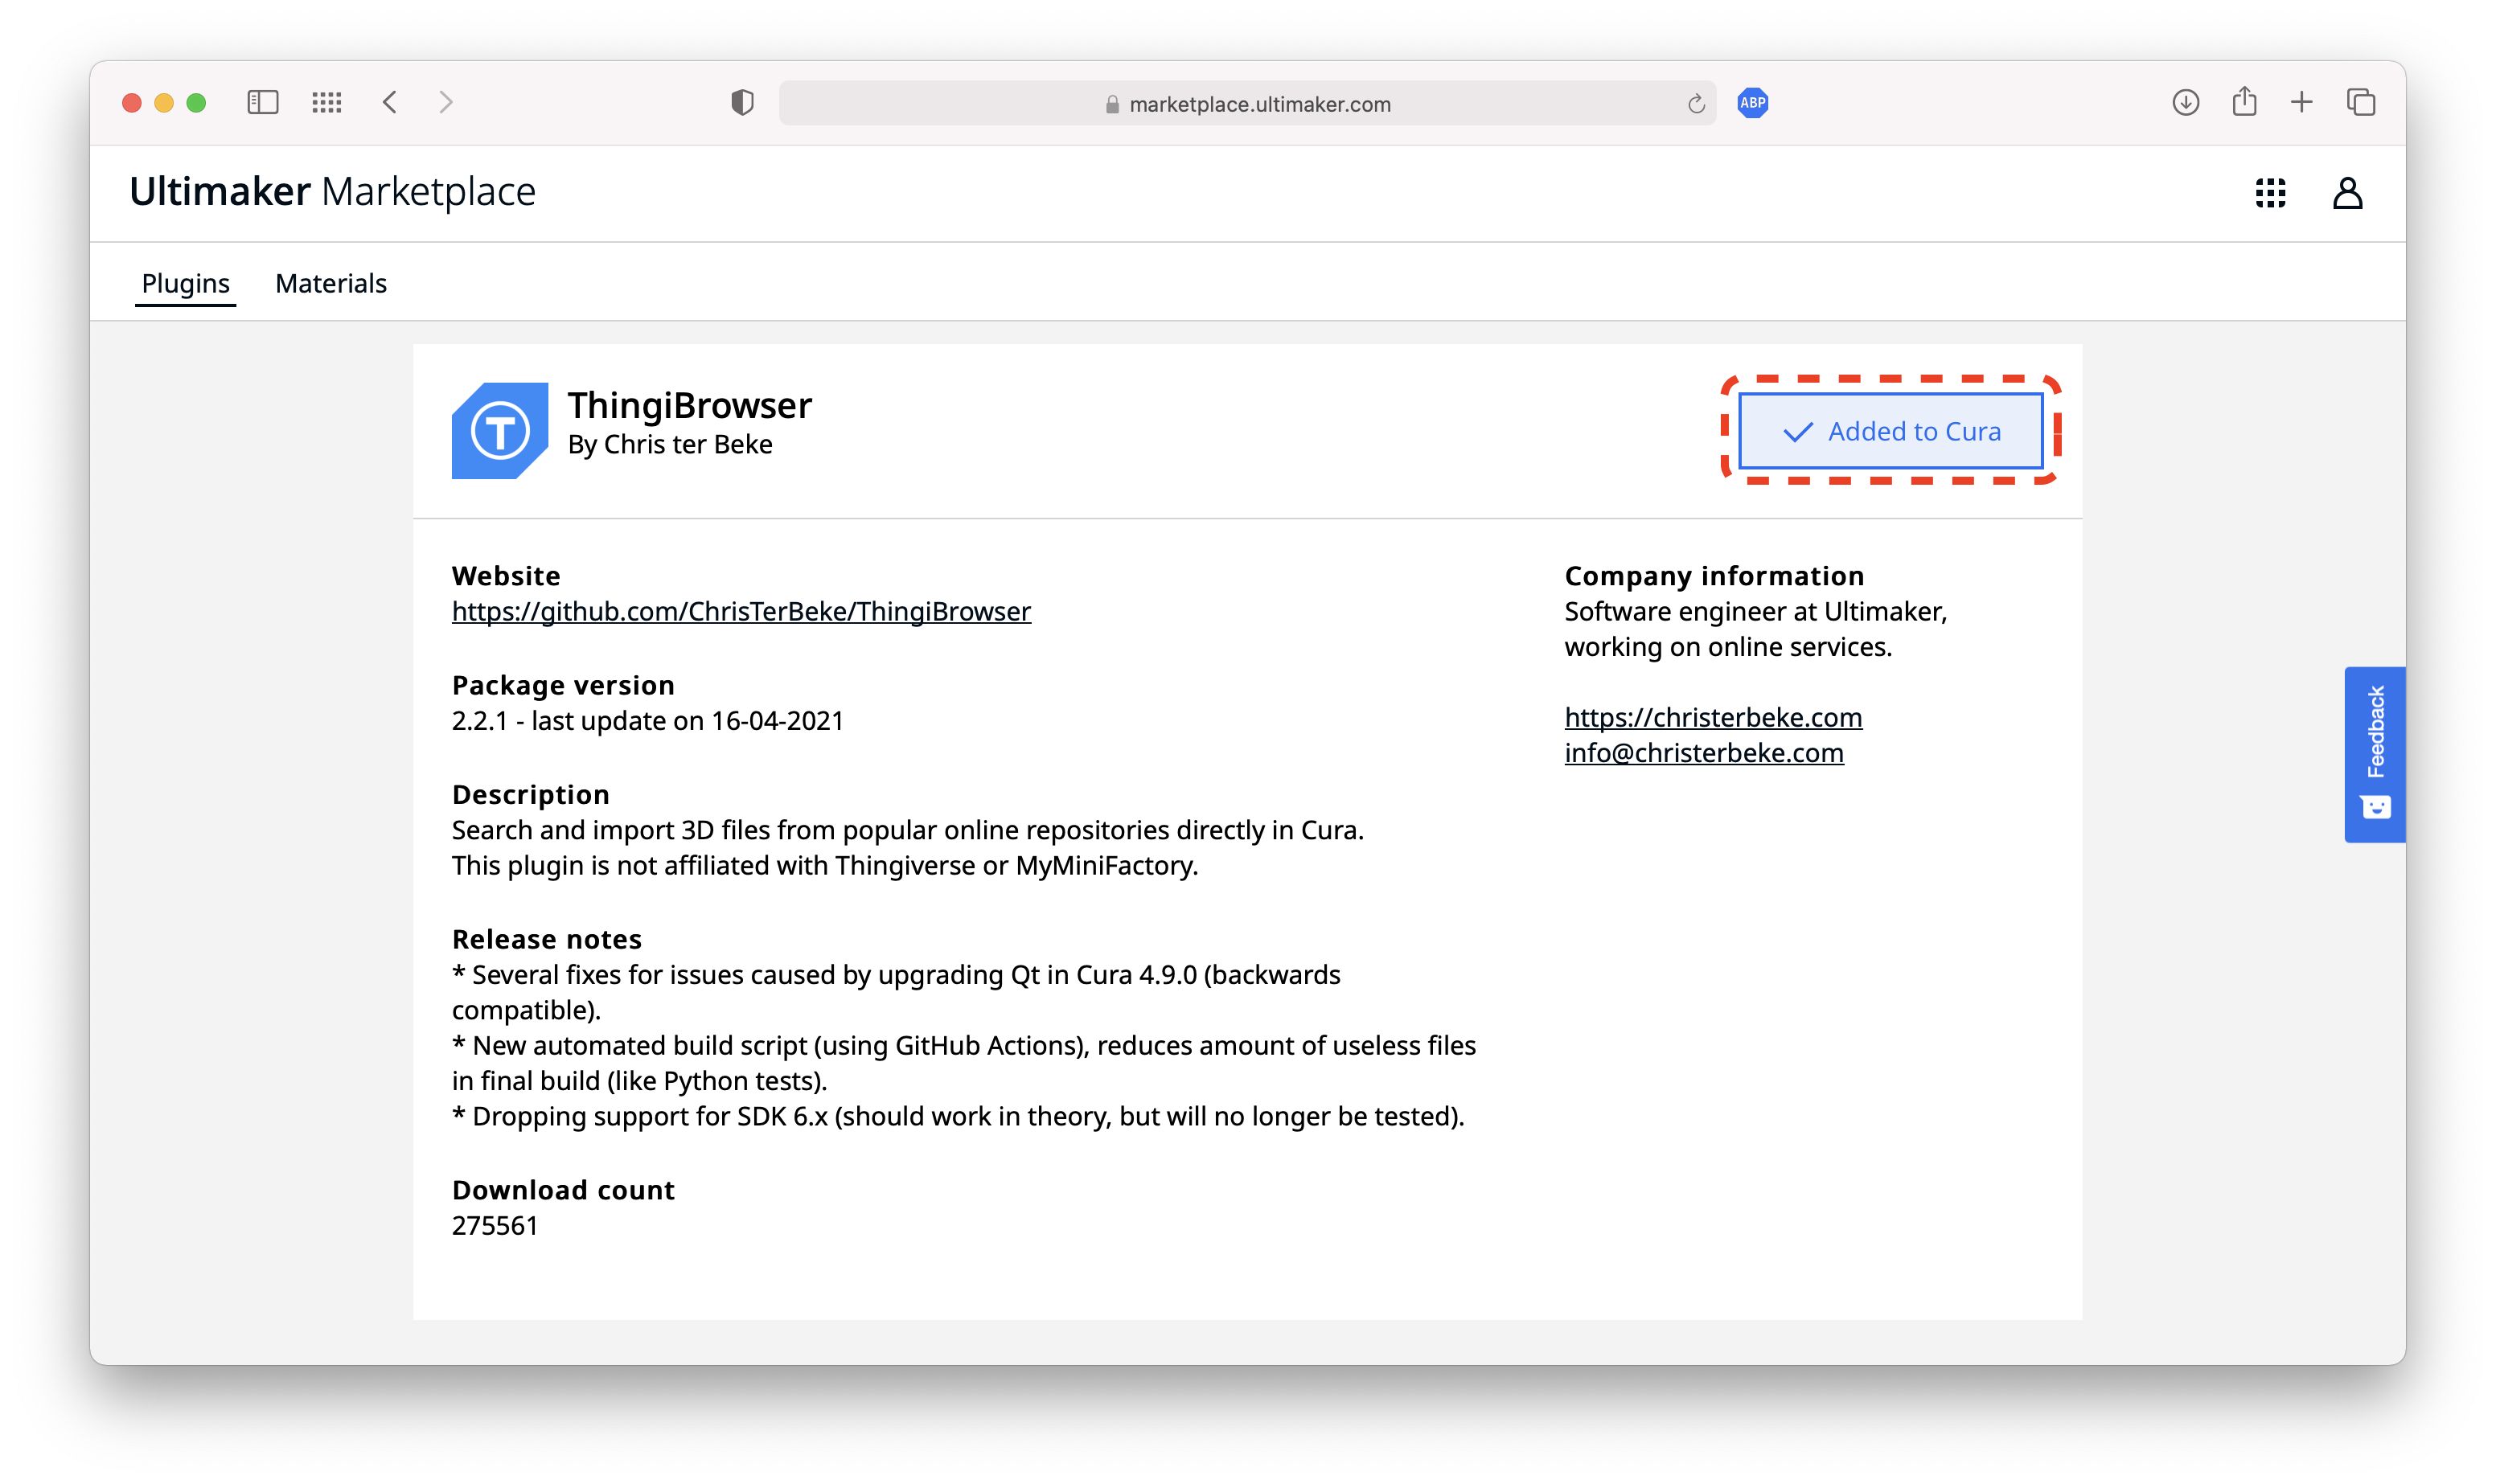 marketplace.ultimaker.com
ABP
Ultimaker Marketplace
Plugins Materials
T
ThingiBrowser
By Chris ter Beke
Added to Cura
Website
https://github.com/ChrisTerBeke/ThingiBrowser
Package version
2.2.1 - last update on 16-04-2021
Description
Search and import 3D files from popular online repositories directly in Cura.
This plugin is not affiliated with Thingiverse or MyMiniFactory.
Release notes
* Several fixes for issues caused by upgrading Qt in Cura 4.9.0 (backwards
compatible).
* New automated build script (using GitHub Actions), reduces amount of useless files
in final build (like Python tests).
* Dropping support for SDK 6.x (should work in theory, but will no longer be tested).
Download count
275561
Company information
Software engineer at Ultimaker,
working on online services.
https://christerbeke.com
info@christerbeke.com
Feedback